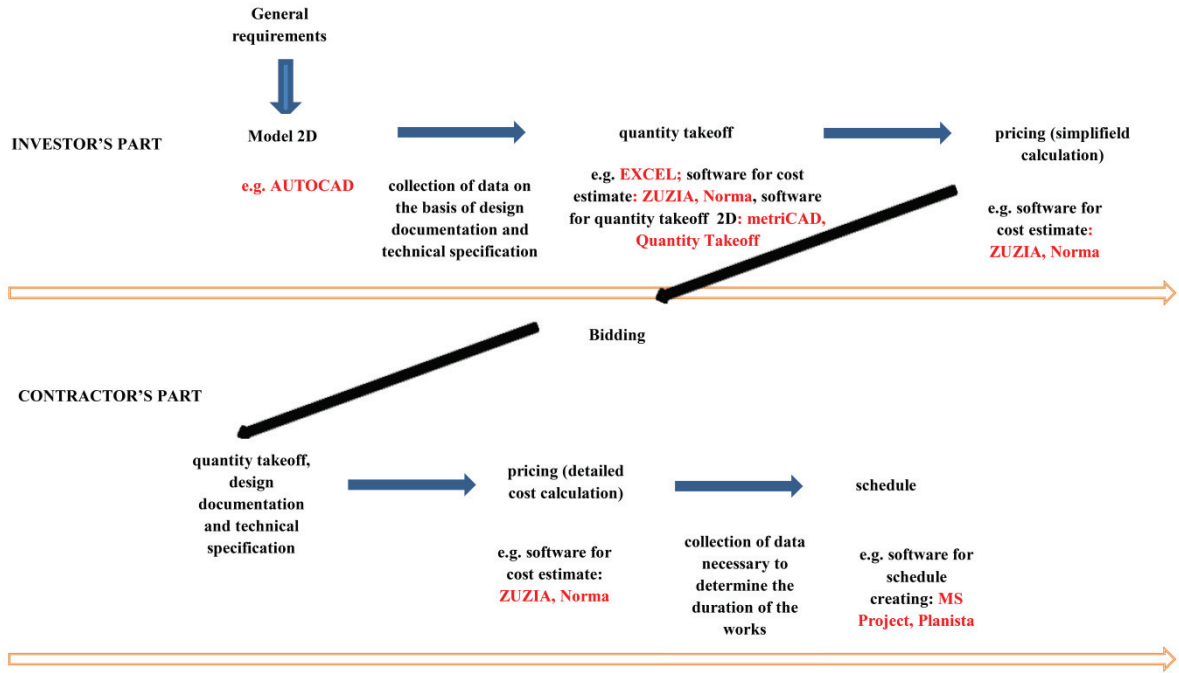 General
requirements
INVESTOR'S PART
Model 2D
e.g. AUTOCAD
collection of data on
the basis of design
documentation and
technical specification
quantity takeoff
e.g. EXCEL; software for cost
estimate: ZUZIA, Norma, software
for quantity takeoff 2D: metriCAD,
Quantity Takeoff
pricing (simplifield
calculation)
e.g. software for
cost estimate:
ZUZIA, Norma
Bidding
CONTRACTOR'S PART
quantity takeoff,
design
documentation
and technical
specification
pricing (detailed
cost calculation)
e.g. software for
cost estimate:
ZUZIA, Norma
collection of data
necessary to
determine the
duration of the
works
schedule
e.g. software for
schedule
creating: MS
Project, Planista